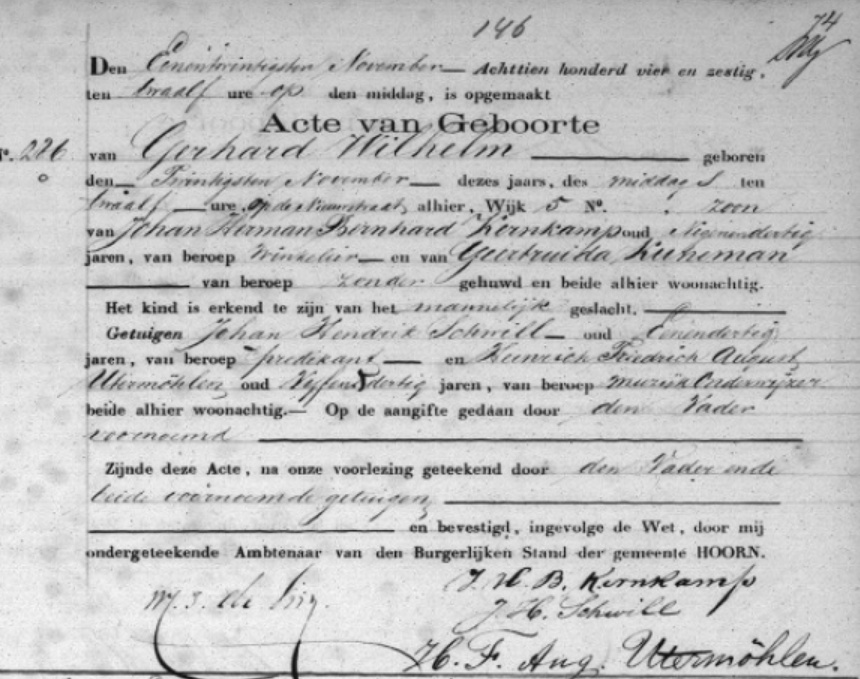 146
74
Den Eenentwintigsten November Achttien honderd vier en zestig,
ten twaalf ure op den middag, is opgemaakt
Acte van Geboorte
N°. 226 van Gerhard Wilhelm geboren
den Twintigsten November dezes jaars, des middags ten
twaalf ure, op de Nieuwstraat, alhier, Wijk 5 N°. , zoon
van Johan Herman Bernhard Kernkamp oud Negenendertig
jaren, van beroep Winkelier en van Geertruida Kuneman
van beroep zonder gehuwd en beide alhier woonachtig.
Het kind is erkend te zijn van het mannelijk geslacht.
Getuigen Johan Hendrik Schwill oud Eenendertig
jaren, van beroep predikant en Heinrich Friedrich August
Utermöhlen oud Vyfendertig jaren, van beroep muzijk Onderwijzer
beide alhier woonachtig.— Op de aangifte gedaan door den Vader
voornoemd
Zijnde deze Acte, na onze voorlezing geteekend door den Vader ende
beide voornoemde getuigen,
en bevestigd, ingevolge de Wet, door mij
ondergeteekende Ambtenaar van den Burgerlijken Stand der gemeente HOORN.
J. H. B. Kernkamp
J. H. Schwill
H. F. Aug. Utermöhlen.